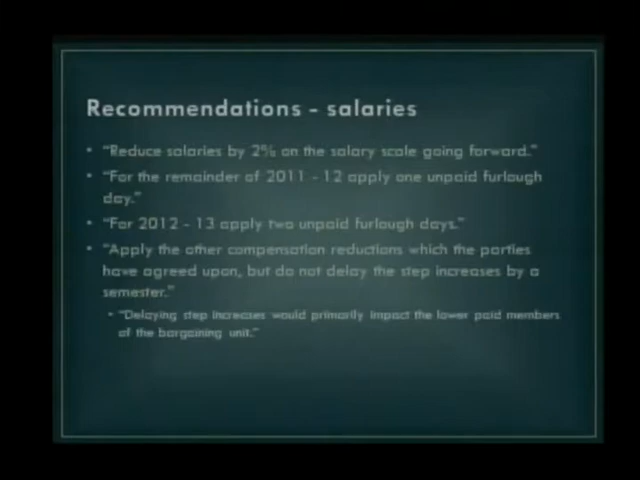 Recommendations - salaries
• "Reduce salaries by 2% on the salary scale going forward."
• "For the remainder of 2011 - 12 apply one unpaid furlough
day."
• "For 2012 - 13 apply two unpaid furlough days."
• "Apply the other compensation reductions which the parties
have agreed upon, but do not delay the step increases by a
semester."
• "Delaying step increases would primarily impact the lower paid members
of the bargaining unit."